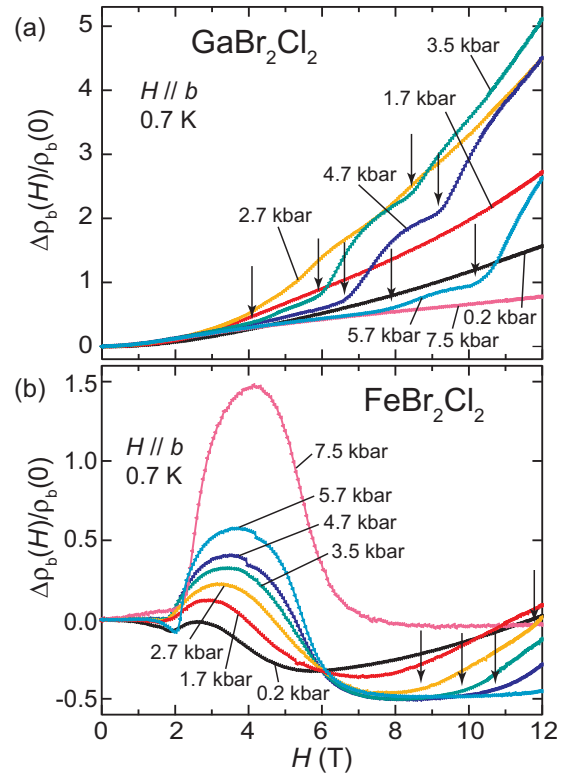 (a)
GaBr₂Cl₂
H // b
0.7 K
3.5 kbar
1.7 kbar
4.7 kbar
2.7 kbar
0.2 kbar
5.7 kbar
7.5 kbar
Δρb(H)/ρb(0)
5
4
3
2
1
0
(b)
FeBr₂Cl₂
H // b
0.7 K
7.5 kbar
5.7 kbar
4.7 kbar
3.5 kbar
2.7 kbar
1.7 kbar
0.2 kbar
Δρb(H)/ρb(0)
1.5
1.0
0.5
0.0
-0.5
0 2 4 6 8 10 12
H (T)